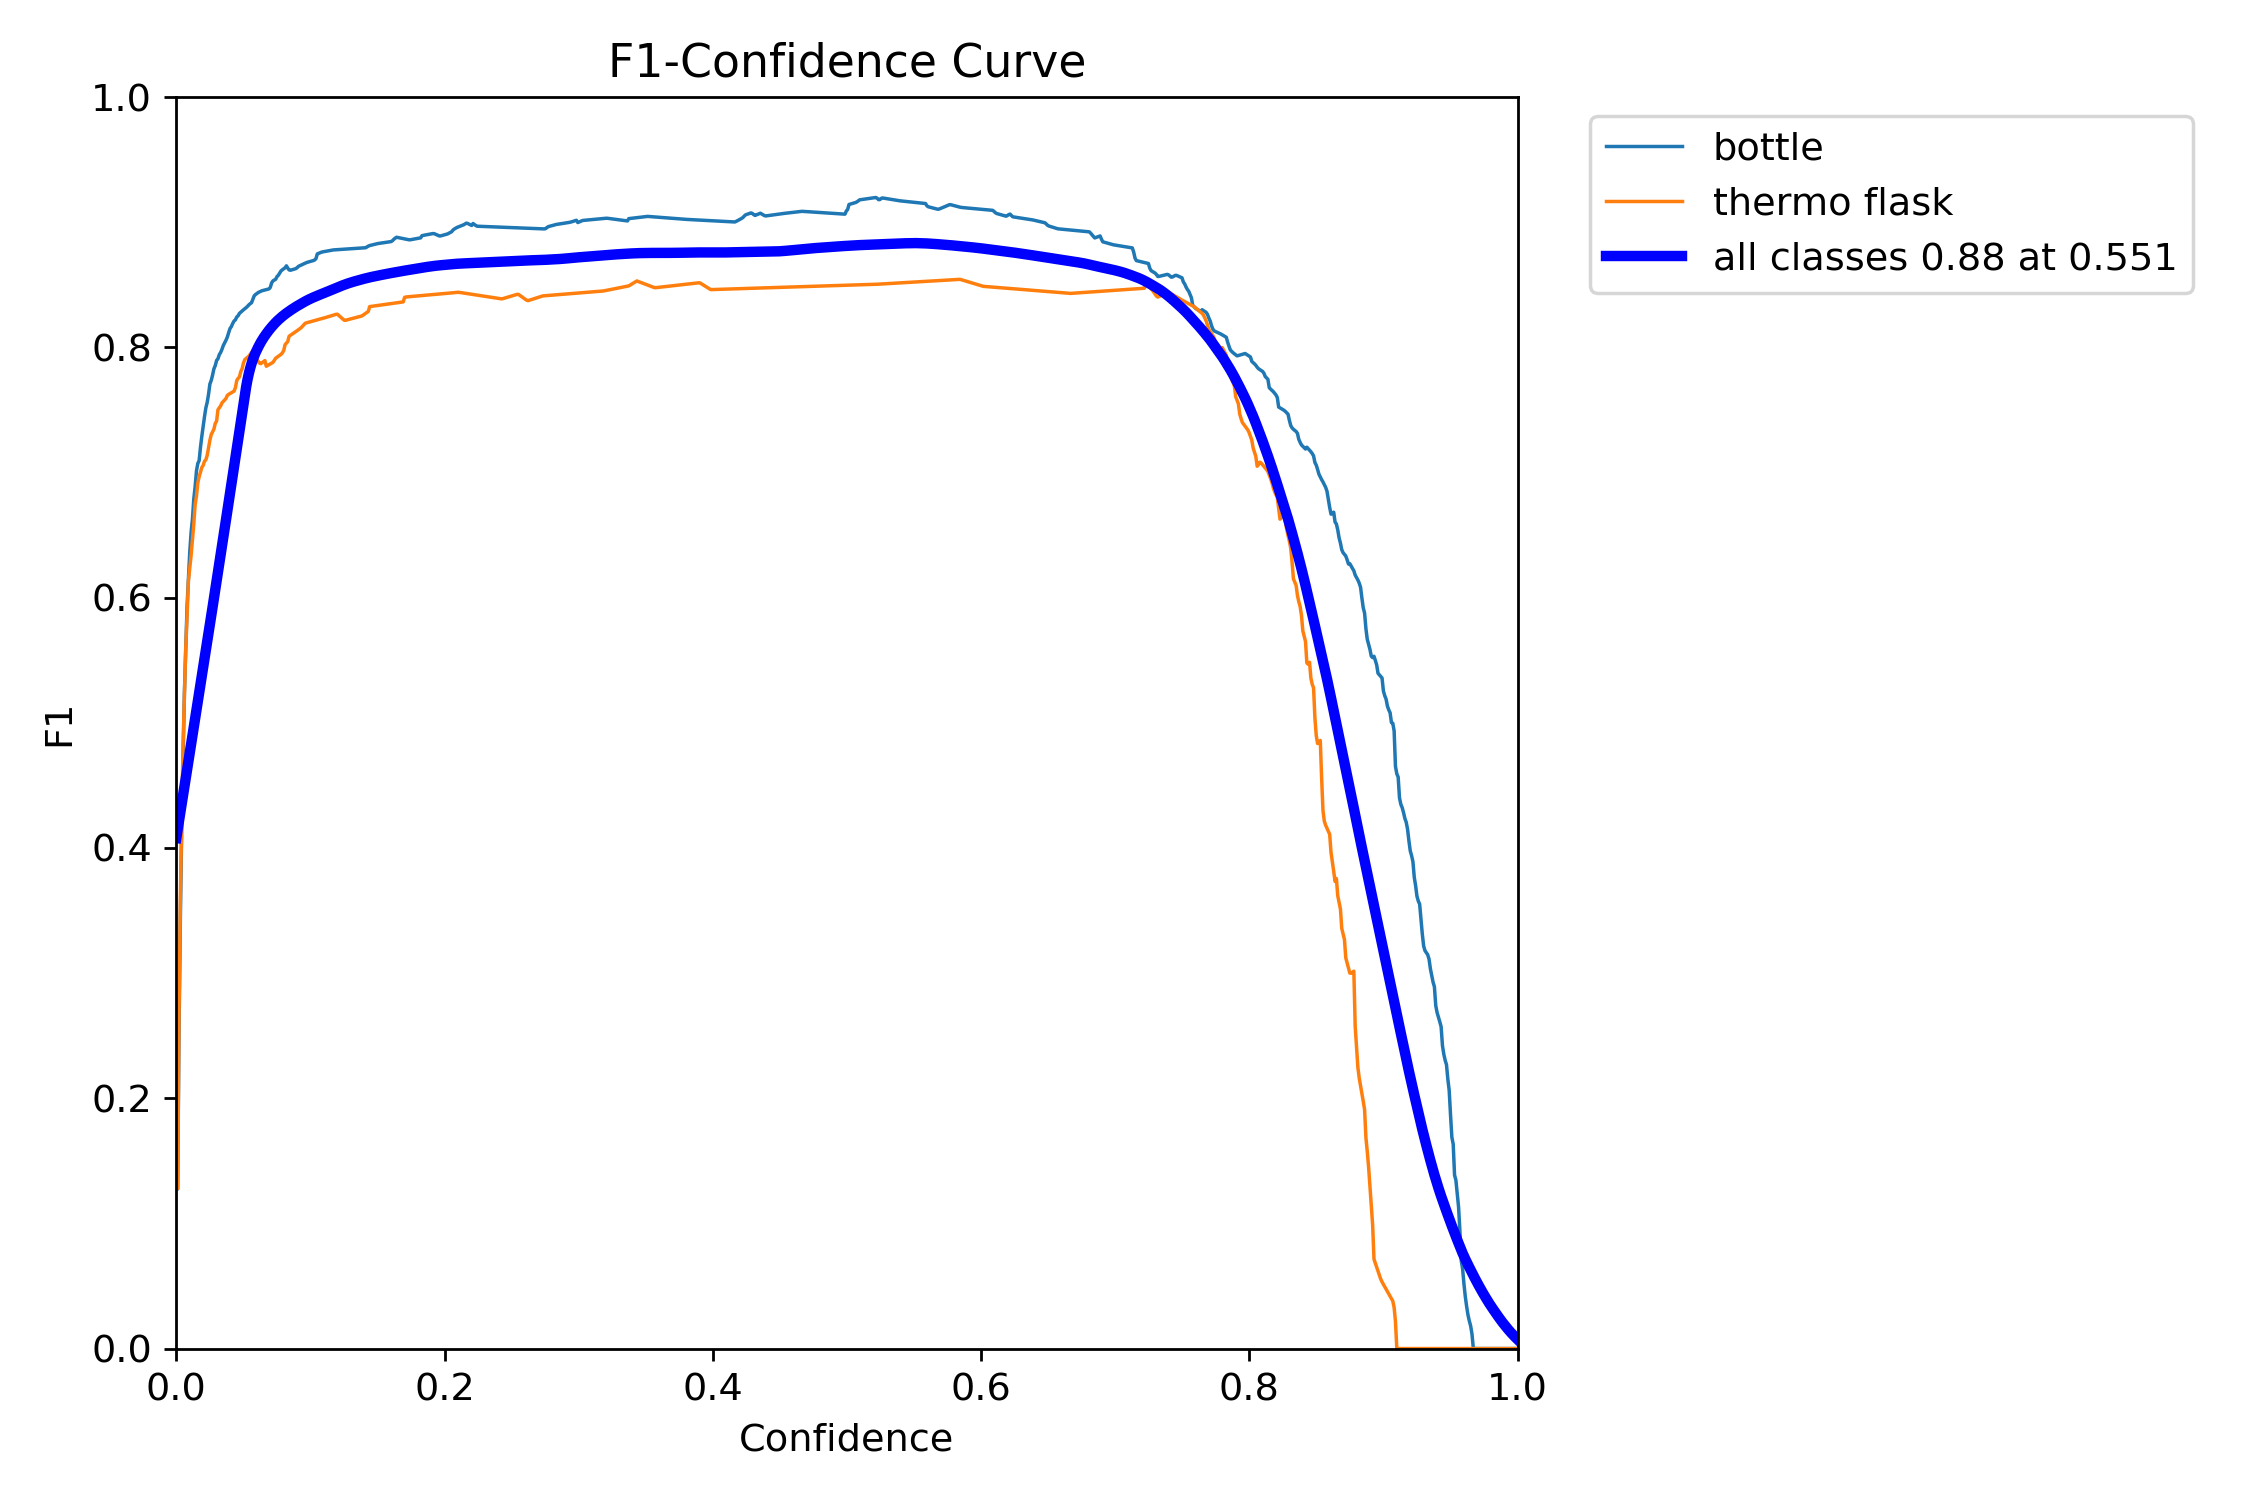 F1-Confidence Curve
1.0
0.8
0.6
0.4
0.2
0.0
F1
0.0 0.2 0.4 0.6 0.8 1.0
Confidence
bottle
thermo flask
all classes 0.88 at 0.551